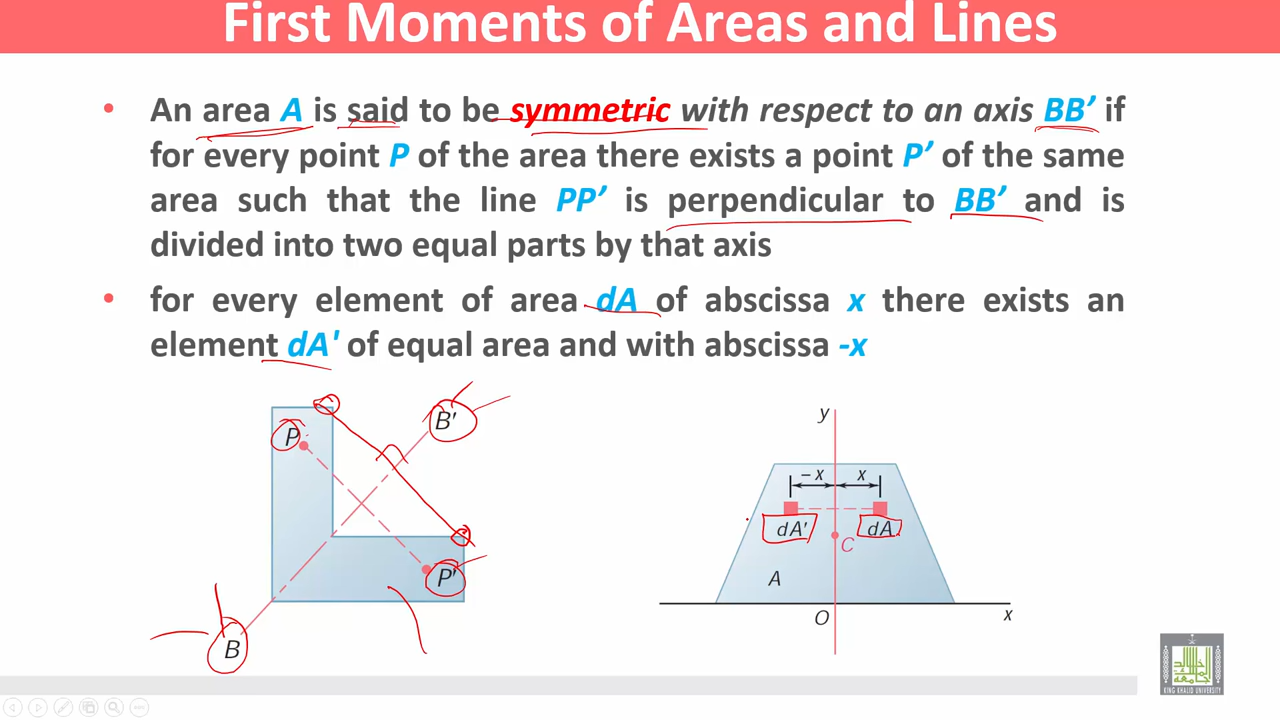 First Moments of Areas and Lines
• An area A is said to be symmetric with respect to an axis BB’ if
for every point P of the area there exists a point P’ of the same
area such that the line PP’ is perpendicular to BB’ and is
divided into two equal parts by that axis
• for every element of area dA of abscissa x there exists an
element dA' of equal area and with abscissa -x
P
B'
P'
B
y
– x
x
dA'
dA
C
A
O
x
KING KHALID UNIVERSITY